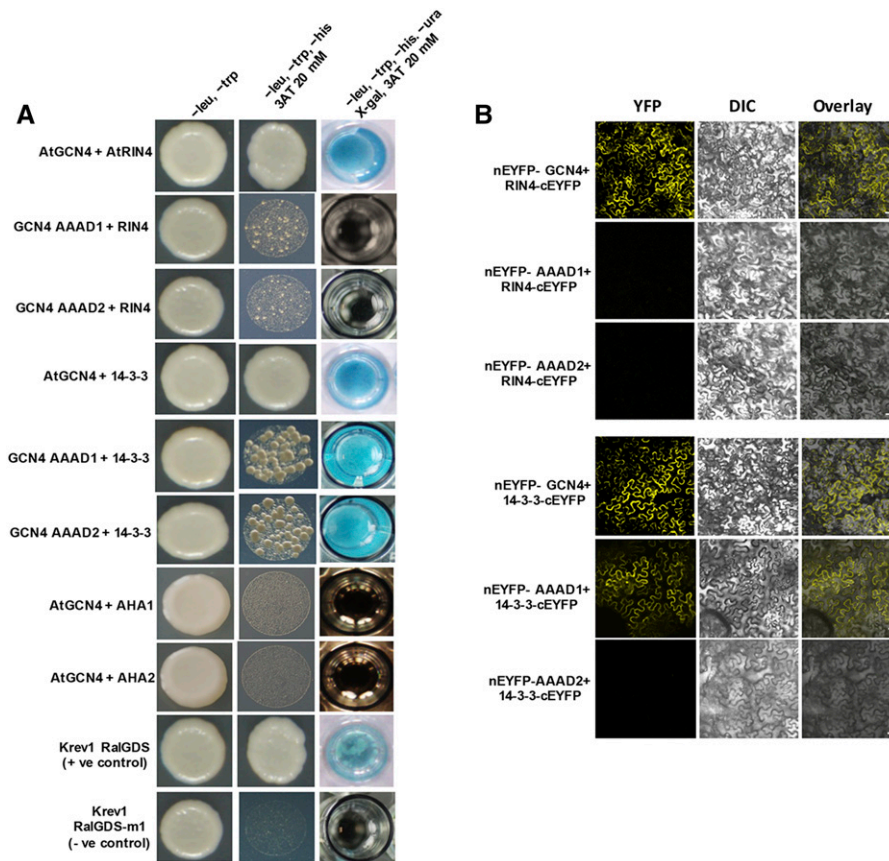 A
–leu, –trp
–leu, –trp, –his
3AT 20 mM
–leu, –trp, –his. –ura
X-gal, 3AT 20 mM
AtGCN4 + AtRIN4
GCN4 AAAD1 + RIN4
GCN4 AAAD2 + RIN4
AtGCN4 + 14-3-3
GCN4 AAAD1 + 14-3-3
GCN4 AAAD2 + 14-3-3
AtGCN4 + AHA1
AtGCN4 + AHA2
Krev1 RalGDS
(+ ve control)
Krev1
RalGDS-m1
(- ve control)
B
YFP DIC Overlay
nEYFP- GCN4+
RIN4-cEYFP
nEYFP- AAAD1+
RIN4-cEYFP
nEYFP- AAAD2+
RIN4-cEYFP
nEYFP- GCN4+
14-3-3-cEYFP
nEYFP- AAAD1+
14-3-3-cEYFP
nEYFP-AAAD2+
14-3-3-cEYFP